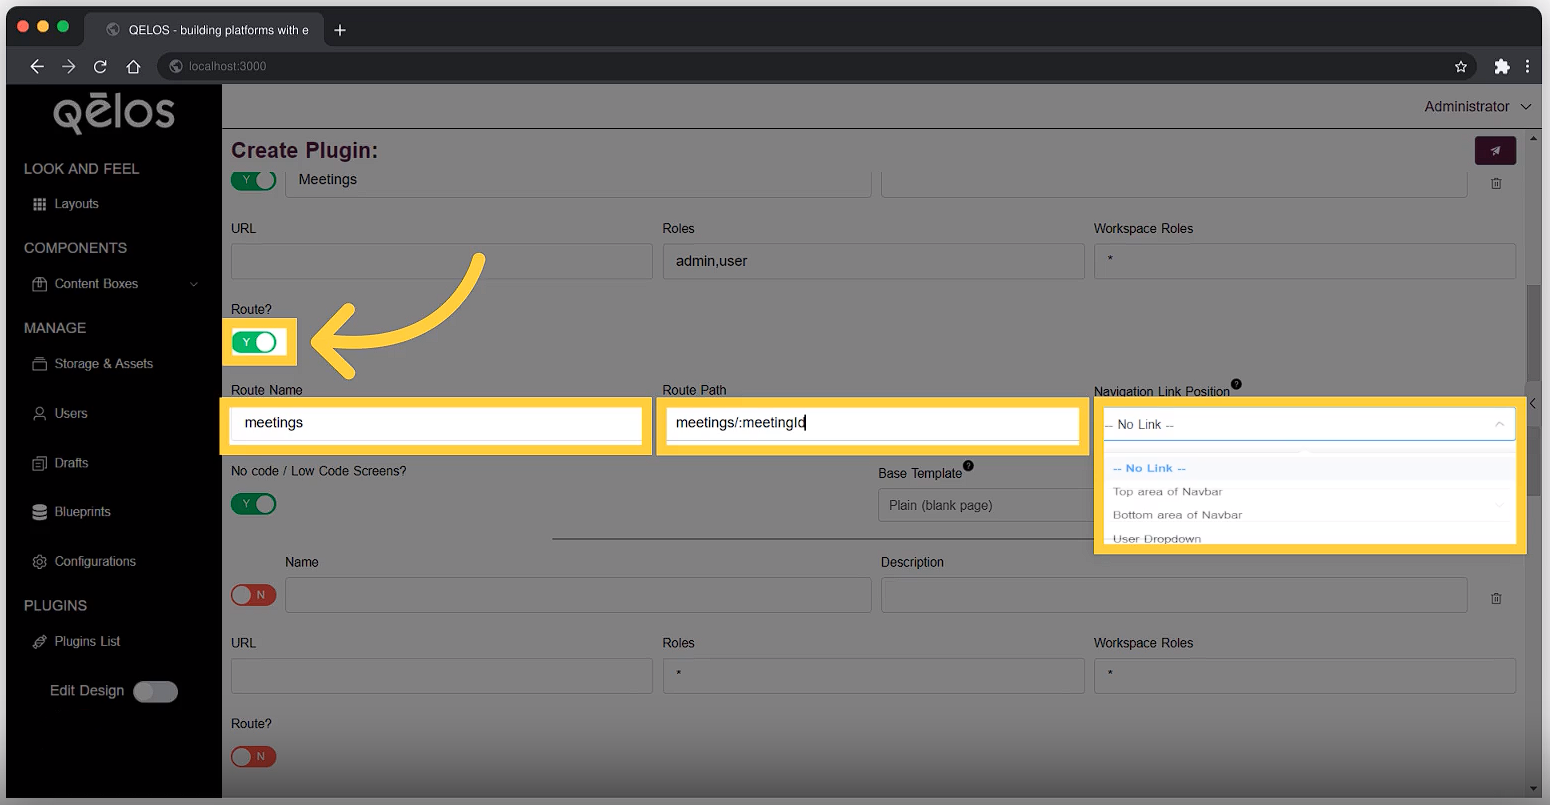 QELOS - building platforms with e
localhost:3000
qēlos
Administrator
LOOK AND FEEL
Layouts
COMPONENTS
Content Boxes
MANAGE
Storage & Assets
Users
Drafts
Blueprints
Configurations
PLUGINS
Plugins List
Edit Design
Create Plugin:
Y
Meetings
URL
Roles
Workspace Roles
admin,user
*
Route?
Y
Route Name
Route Path
Navigation Link Position ?
meetings
meetings/:meetingId
-- No Link --
-- No Link --
Top area of Navbar
Bottom area of Navbar
User Dropdown
No code / Low Code Screens?
Base Template ?
Y
Plain (blank page)
Name
Description
N
URL
Roles
Workspace Roles
*
*
Route?
N